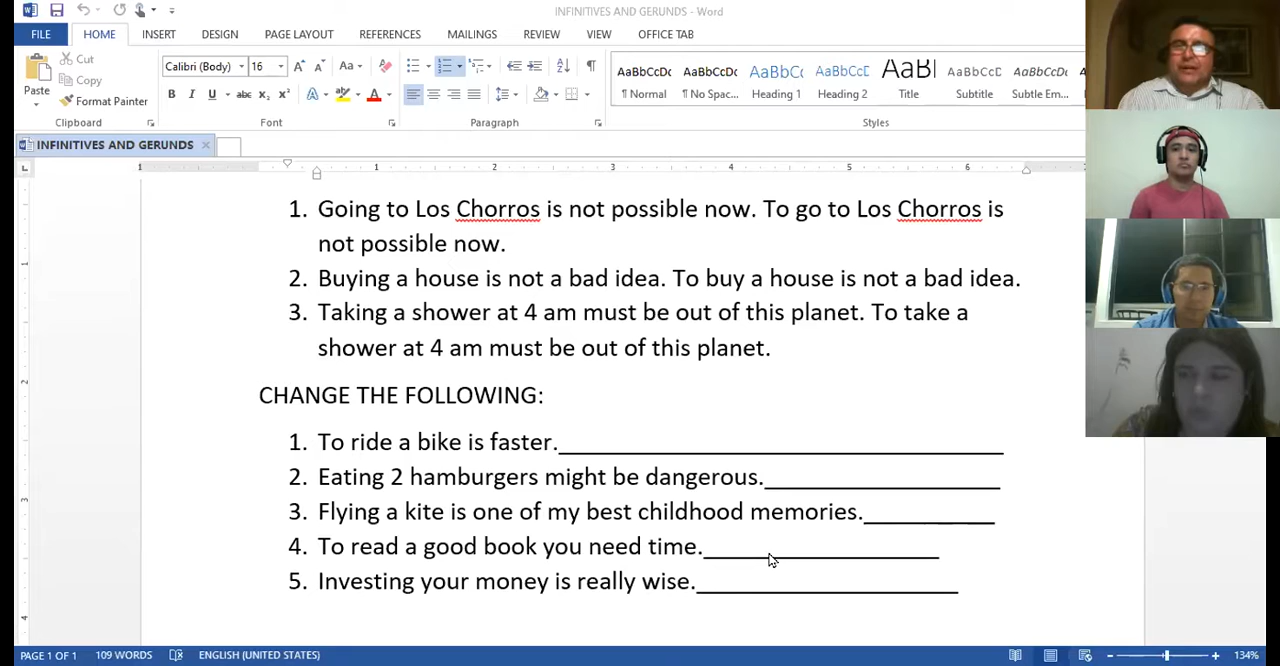 INFINITIVES AND GERUNDS - Word
FILE HOME INSERT DESIGN PAGE LAYOUT REFERENCES MAILINGS REVIEW VIEW OFFICE TAB
Calibri (Body) 16
Cut
Copy
Paste
Format Painter
AaBbCcDc AaBbCcDc AaBbCc AaBbCcD AaBl AaBbCcD AaBbCcDc
¶ Normal ¶ No Spac... Heading 1 Heading 2 Title Subtitle Subtle Em...
Clipboard Font Paragraph Styles
INFINITIVES AND GERUNDS
1. Going to Los Chorros is not possible now. To go to Los Chorros is
not possible now.
2. Buying a house is not a bad idea. To buy a house is not a bad idea.
3. Taking a shower at 4 am must be out of this planet. To take a
shower at 4 am must be out of this planet.
CHANGE THE FOLLOWING:
1. To ride a bike is faster.
2. Eating 2 hamburgers might be dangerous.
3. Flying a kite is one of my best childhood memories.
4. To read a good book you need time.
5. Investing your money is really wise.
PAGE 1 OF 1 109 WORDS ENGLISH (UNITED STATES) 134%